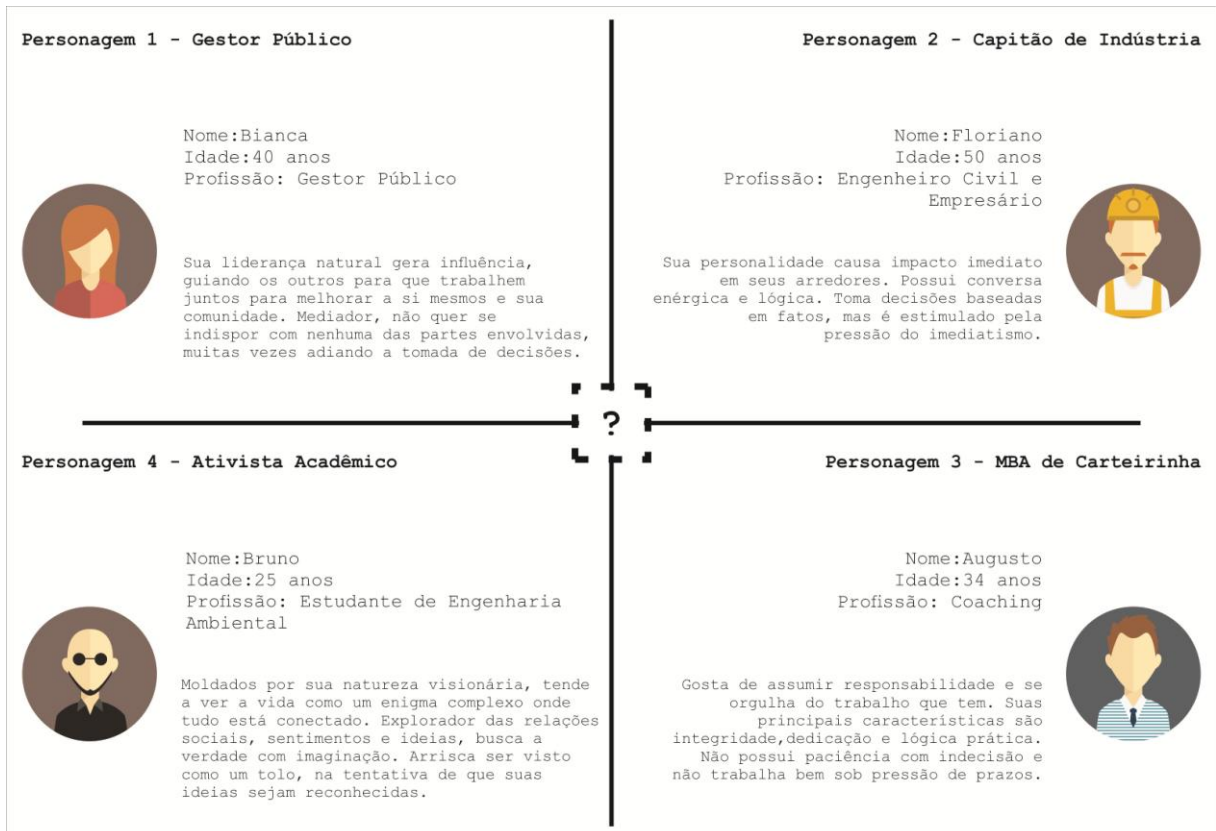 Personagem 1 - Gestor Público
Nome:Bianca
Idade:40 anos
Profissão: Gestor Público
Sua liderança natural gera influência,
guiando os outros para que trabalhem
juntos para melhorar a si mesmos e sua
comunidade. Mediador, não quer se
indispor com nenhuma das partes envolvidas,
muitas vezes adiando a tomada de decisões.
Personagem 2 - Capitão de Indústria
Nome:Floriano
Idade:50 anos
Profissão: Engenheiro Civil e
Empresário
Sua personalidade causa impacto imediato
em seus arredores. Possui conversa
enérgica e lógica. Toma decisões baseadas
em fatos, mas é estimulado pela
pressão do imediatismo.
?
Personagem 4 - Ativista Acadêmico
Nome:Bruno
Idade:25 anos
Profissão: Estudante de Engenharia
Ambiental
Moldados por sua natureza visionária, tende
a ver a vida como um enigma complexo onde
tudo está conectado. Explorador das relações
sociais, sentimentos e ideias, busca a
verdade com imaginação. Arrisca ser visto
como um tolo, na tentativa de que suas
ideias sejam reconhecidas.
Personagem 3 - MBA de Carteirinha
Nome:Augusto
Idade:34 anos
Profissão: Coaching
Gosta de assumir responsabilidade e se
orgulha do trabalho que tem. Suas
principais características são
integridade,dedicação e lógica prática.
Não possui paciência com indecisão e
não trabalha bem sob pressão de prazos.